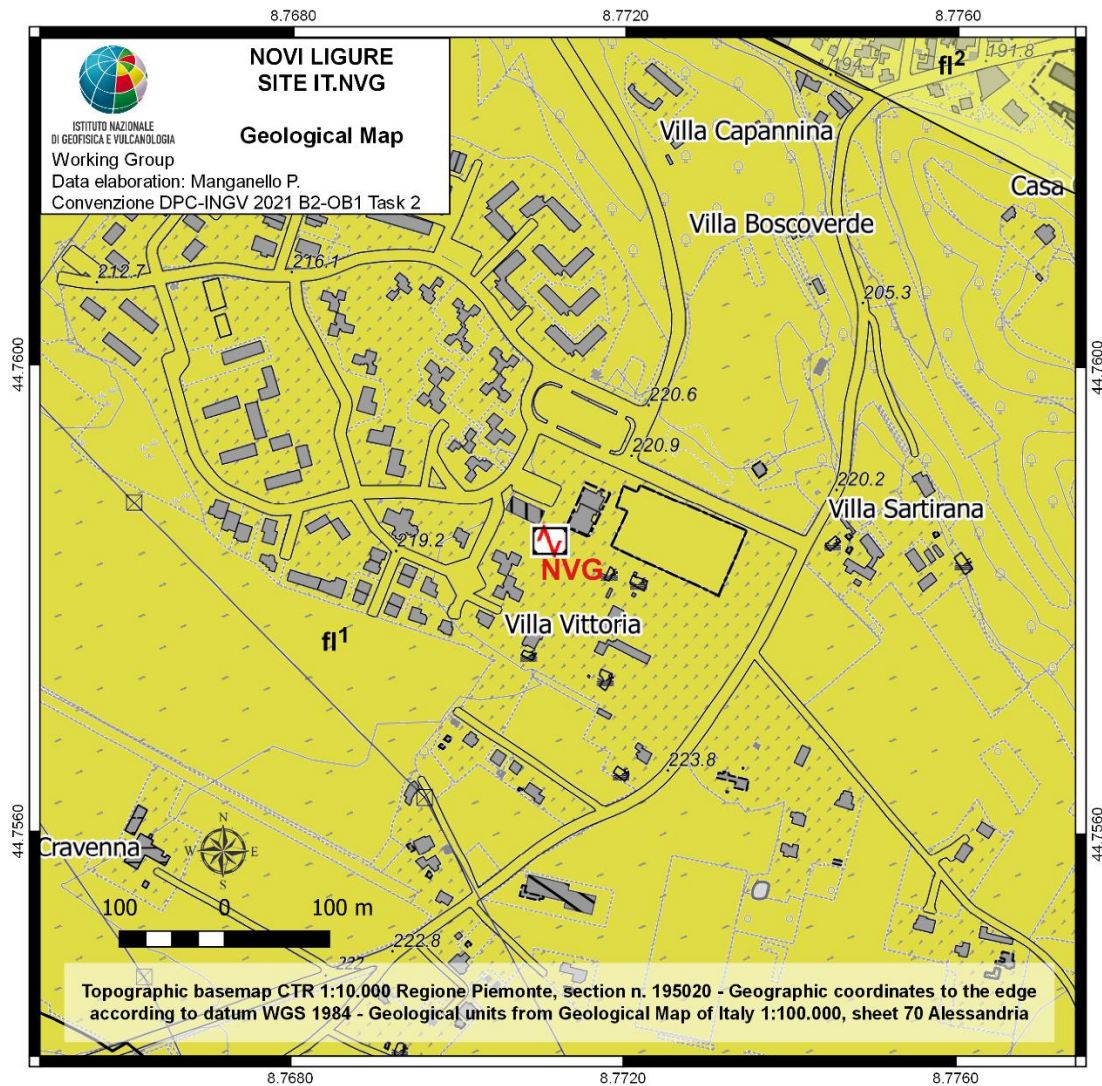 8.7680
8.7720
8.7760
NOVI LIGURE
SITE IT.NVG
Geological Map
ISTITUTO NAZIONALE
DI GEOFISICA E VULCANOLOGIA
Working Group
Data elaboration: Manganello P.
Convenzione DPC-INGV 2021 B2-OB1 Task 2
fl²
194.7
191.8
Villa Capannina
Casa
Villa Boscoverde
212.7
216.1
205.3
44.7600
44.7600
220.6
220.9
220.2
Villa Sartirana
219.2
NVG
Villa Vittoria
fl¹
223.8
44.7560
44.7560
Cravenna
N
W
E
S
100
0
100 m
222.8
222
Topographic basemap CTR 1:10.000 Regione Piemonte, section n. 195020 - Geographic coordinates to the edge
according to datum WGS 1984 - Geological units from Geological Map of Italy 1:100.000, sheet 70 Alessandria
8.7680
8.7720
8.7760